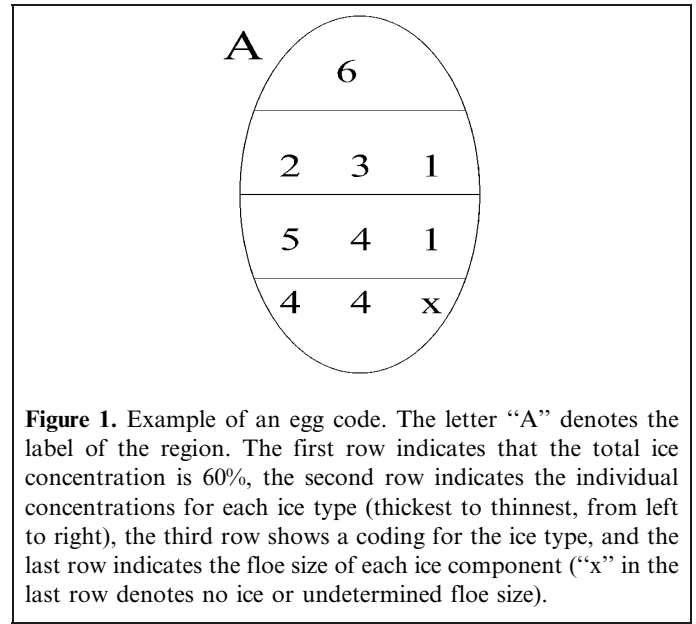 A
6
2 3 1
5 4 1
4 4 x
Figure 1. Example of an egg code. The letter “A” denotes the
label of the region. The first row indicates that the total ice
concentration is 60%, the second row indicates the individual
concentrations for each ice type (thickest to thinnest, from left
to right), the third row shows a coding for the ice type, and the
last row indicates the floe size of each ice component (“x” in the
last row denotes no ice or undetermined floe size).